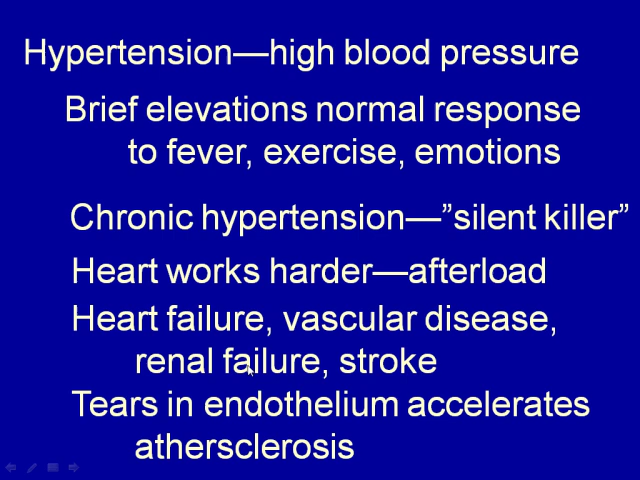 Hypertension—high blood pressure
Brief elevations normal response
to fever, exercise, emotions
Chronic hypertension—”silent killer”
Heart works harder—afterload
Heart failure, vascular disease,
renal failure, stroke
Tears in endothelium accelerates
athersclerosis